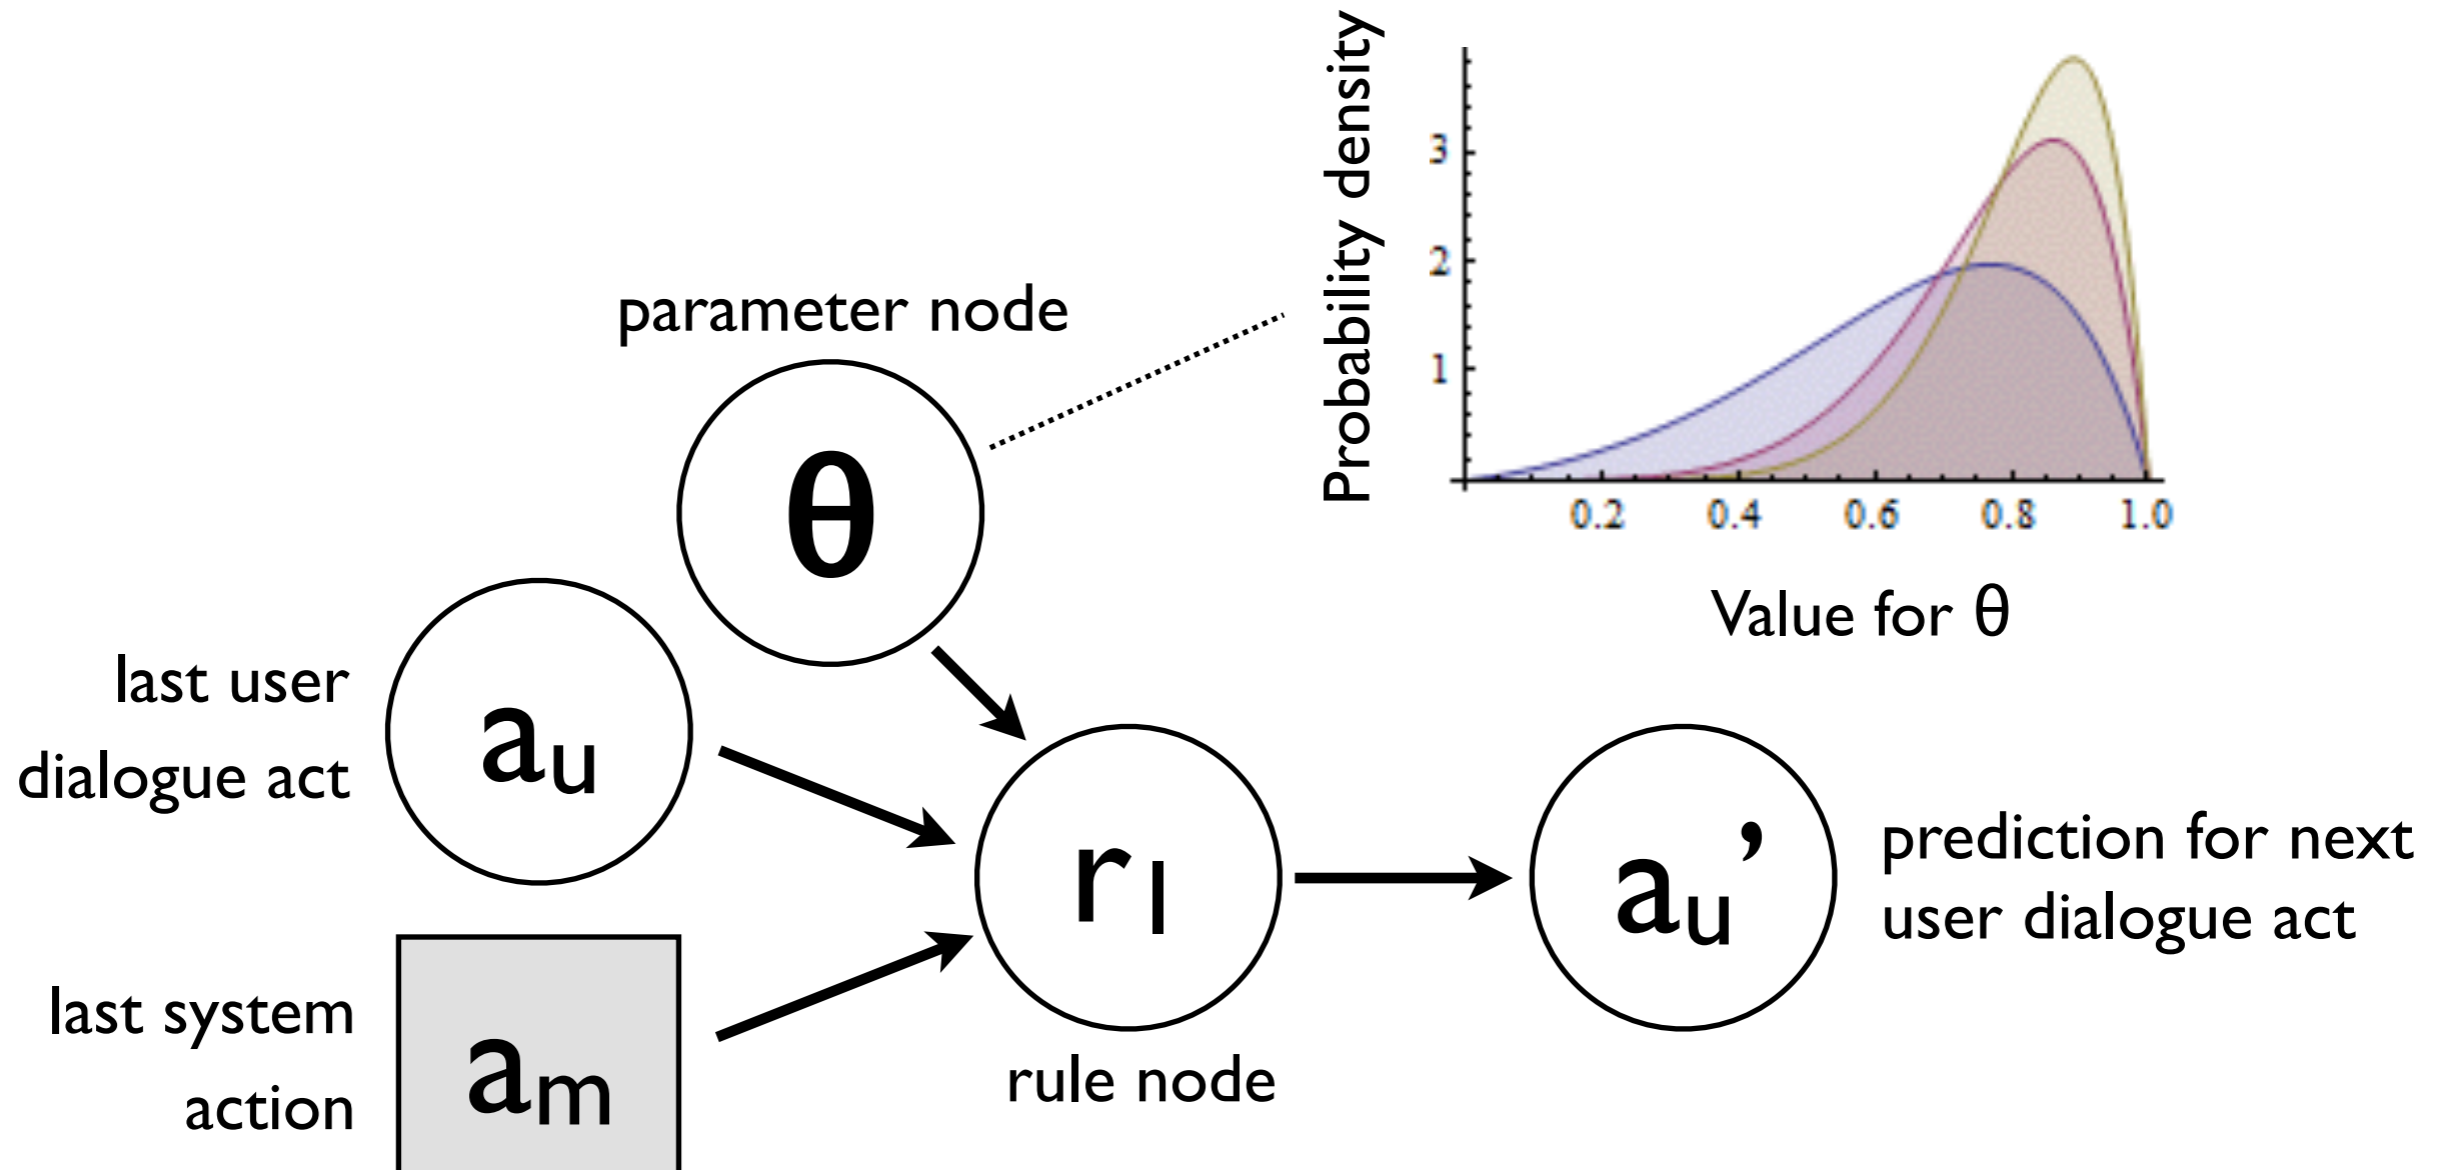 Probability density
3
2
1
0.2 0.4 0.6 0.8 1.0
Value for θ
parameter node
θ
last user
dialogue act
au
last system
action
am
r1
rule node
au’
prediction for next
user dialogue act